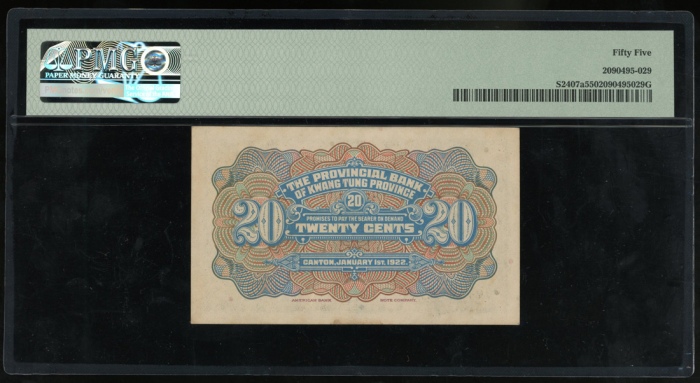 PMG
PAPER MONEY GUARANTY
Fifty Five
2090495-029
S2407a5502090495029G
THE PROVINCIAL BANK
OF KWANG TUNG PROVINCE
20
PROMISES TO PAY THE BEARER ON DEMAND
20 TWENTY CENTS 20
CANTON, JANUARY 1ST, 1922.
AMERICAN BANK NOTE COMPANY.